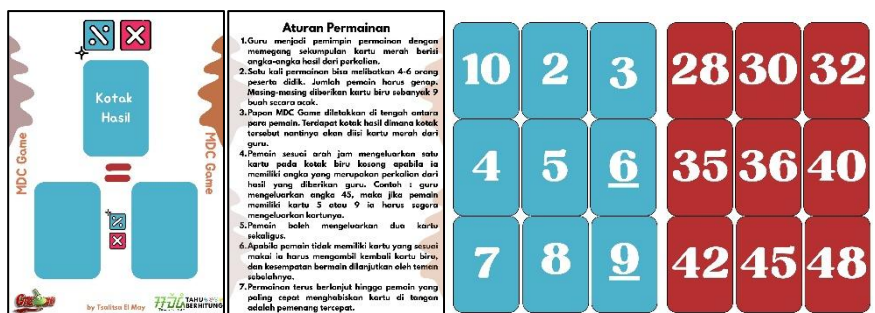 Kotak
Hasil
MDC Game
MDC Game
by Tsalitsa El May
TAHU
BERHITUNG
Aturan Permainan
1.Guru menjadi pemimpin permainan dengan
memegang sekumpulan kartu merah berisi
angka-angka hasil dari perkalian.
2.Satu kali permainan bisa melibatkan 4-6 orang
peserta didik. Jumlah pemain harus genap.
Masing-masing diberikan kartu biru sebanyak 9
buah secara acak.
3.Papan MDC Game diletakkan di tengah antara
para pemain. Terdapat kotak hasil dimana kotak
tersebut nantinya akan diisi kartu merah dari
guru.
4.Pemain sesuai arah jam mengeluarkan satu
kartu pada kotak biru kosong apabila ia
memiliki angka yang merupakan perkalian dari
hasil yang diberikan guru. Contoh : guru
mengeluarkan angka 45, maka jika pemain
memiliki kartu 5 atau 9 ia harus segera
mengeluarkan kartunya.
5.Pemain boleh mengeluarkan dua kartu
sekaligus.
6.Apabila pemain tidak memiliki kartu yang sesuai
makai ia harus mengambil kembali kartu biru,
dan kesempatan bermain dilanjutkan oleh teman
sebelahnya.
7.Permainan terus berlanjut hingga pemain yang
paling cepat menghabiskan kartu di tangan
adalah pemenang tercepat.
10 2 3
4 5 6
7 8 9
28 30 32
35 36 40
42 45 48